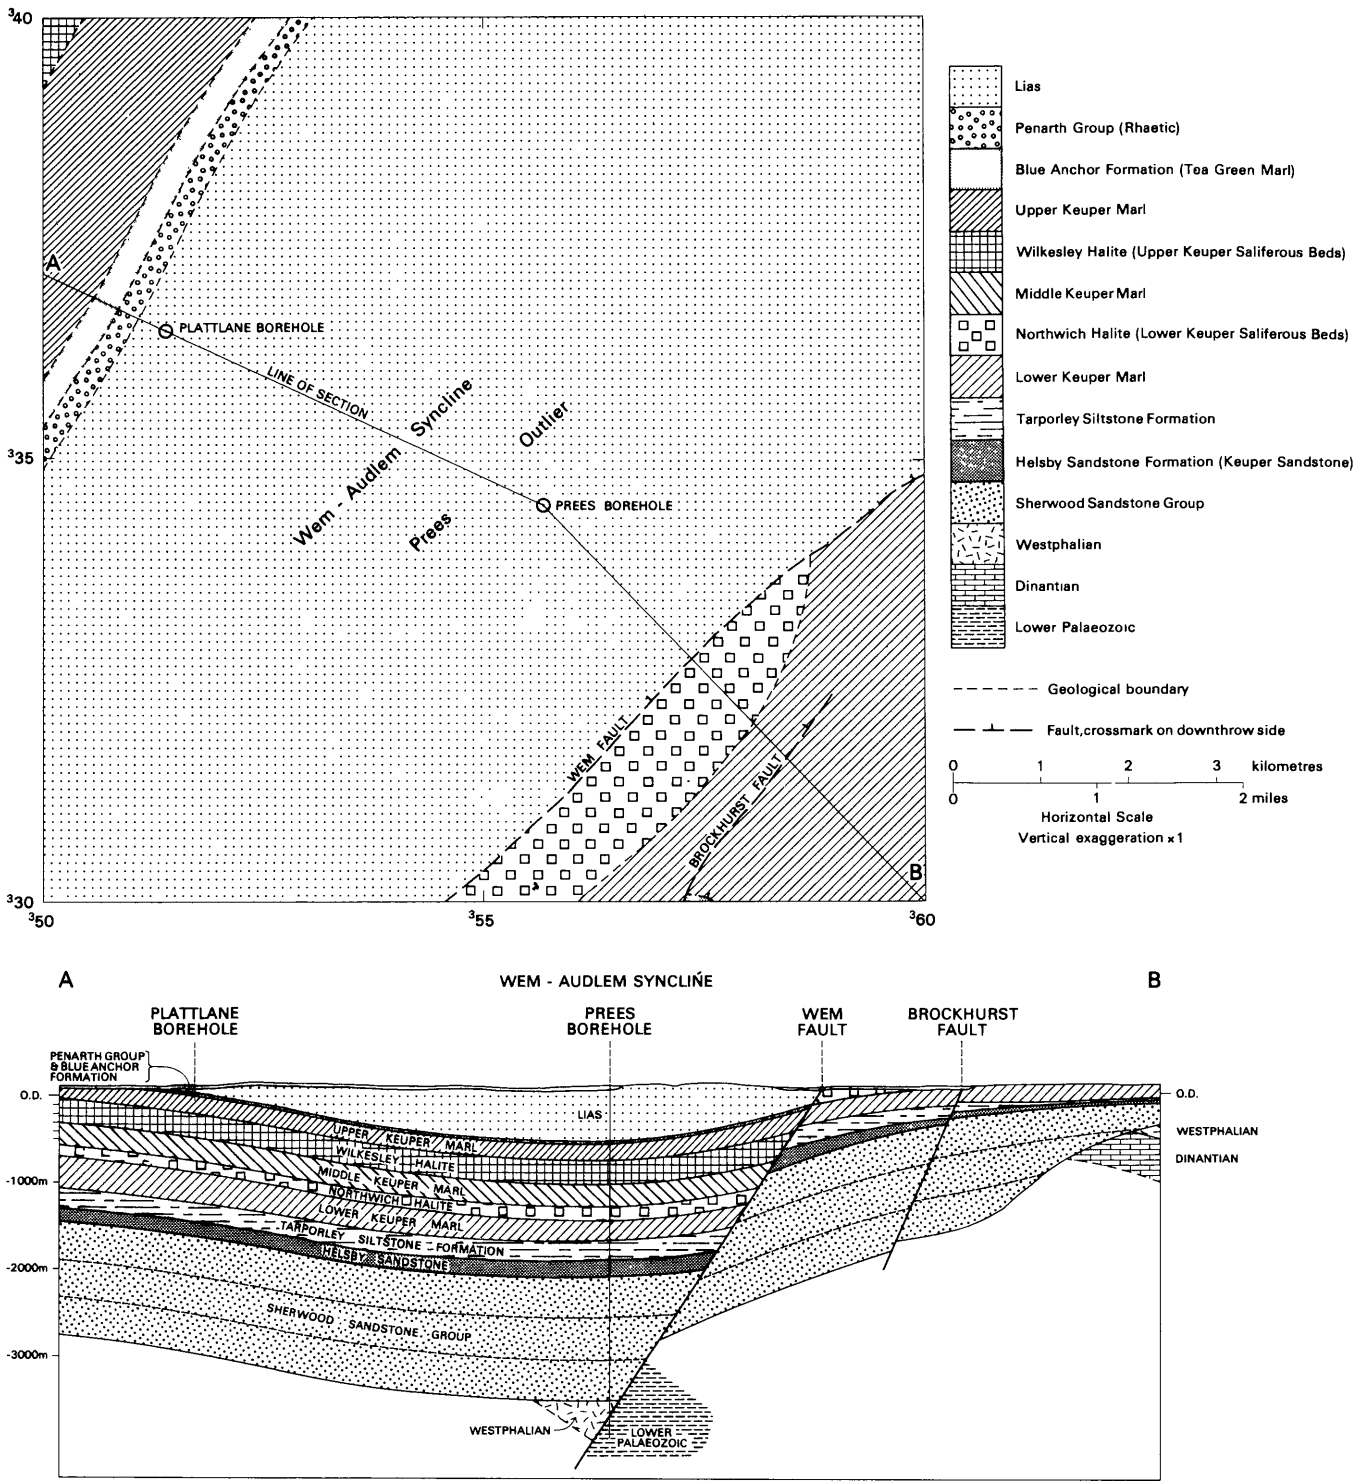 ³40
³35
³30
³50
³55
³60
A
PLATTLANE BOREHOLE
LINE OF SECTION
Wem - Audlem Syncline
Prees Outlier
PREES BOREHOLE
WEM FAULT
BROCKHURST FAULT
B
Lias
Penarth Group (Rhaetic)
Blue Anchor Formation (Tea Green Marl)
Upper Keuper Marl
Wilkesley Halite (Upper Keuper Saliferous Beds)
Middle Keuper Marl
Northwich Halite (Lower Keuper Saliferous Beds)
Lower Keuper Marl
Tarporley Siltstone Formation
Helsby Sandstone Formation (Keuper Sandstone)
Sherwood Sandstone Group
Westphalian
Dinantian
Lower Palaeozoic
Geological boundary
Fault, crossmark on downthrow side
0 1 2 3 kilometres
0 1 2 miles
Horizontal Scale
Vertical exaggeration × 1
A
WEM - AUDLEM SYNCLINE
B
PLATTLANE
BOREHOLE
PREES
BOREHOLE
WEM
FAULT
BROCKHURST
FAULT
PENARTH GROUP
& BLUE ANCHOR
FORMATION
O.D.
O.D.
-1000m
-2000m
-3000m
LIAS
UPPER KEUPER MARL
WILKESLEY HALITE
MIDDLE KEUPER MARL
NORTHWICH HALITE
LOWER KEUPER MARL
TARPORLEY SILTSTONE FORMATION
HELSBY SANDSTONE
SHERWOOD SANDSTONE GROUP
WESTPHALIAN
LOWER
PALAEOZOIC
WESTPHALIAN
DINANTIAN